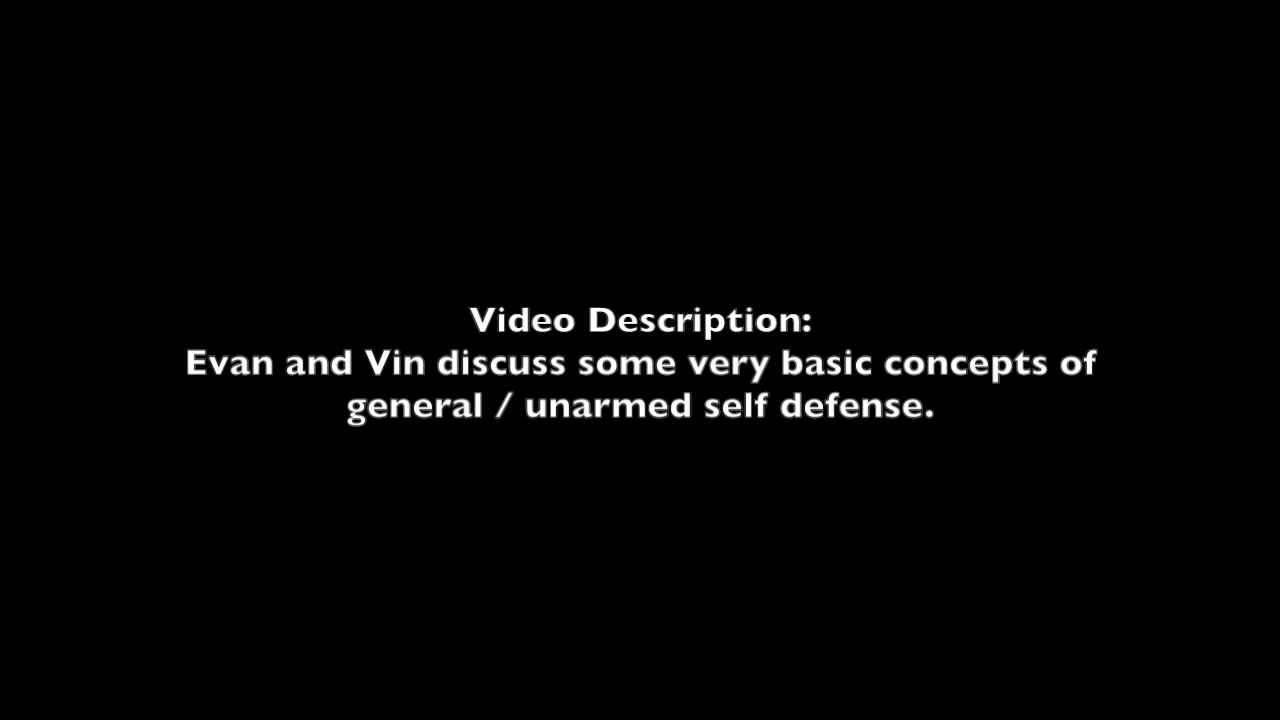 Video Description:
Evan and Vin discuss some very basic concepts of
general / unarmed self defense.